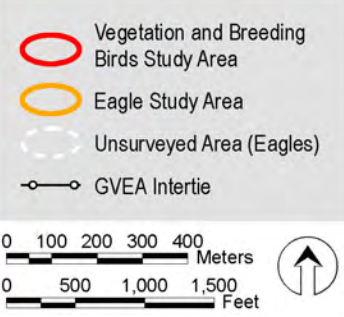 Vegetation and Breeding
Birds Study Area
Eagle Study Area
Unsurveyed Area (Eagles)
GVEA Intertie
0 100 200 300 400
Meters
0 500 1,000 1,500
Feet